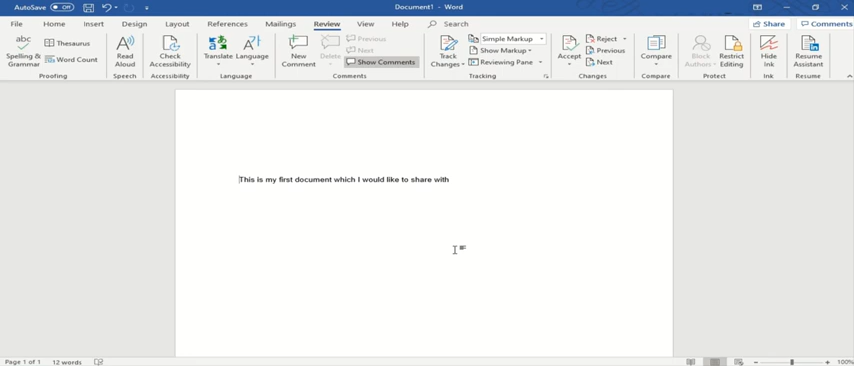 AutoSave Off Document1 - Word
File Home Insert Draw Design Layout References Mailings Review View Help Search Share Comments
Spelling & Grammar
Thesaurus
Word Count
Proofing
Read Aloud
Speech
Check Accessibility
Accessibility
Translate
Language
Language
New Comment
Delete
Previous
Next
Show Comments
Comments
Track Changes
Simple Markup
Show Markup
Reviewing Pane
Tracking
Accept
Reject
Previous
Next
Changes
Compare
Compare
Block Authors
Restrict Editing
Protect
Hide Ink
Ink
Resume Assistant
Resume
This is my first document which I would like to share with
Page 1 of 1 12 words 100%